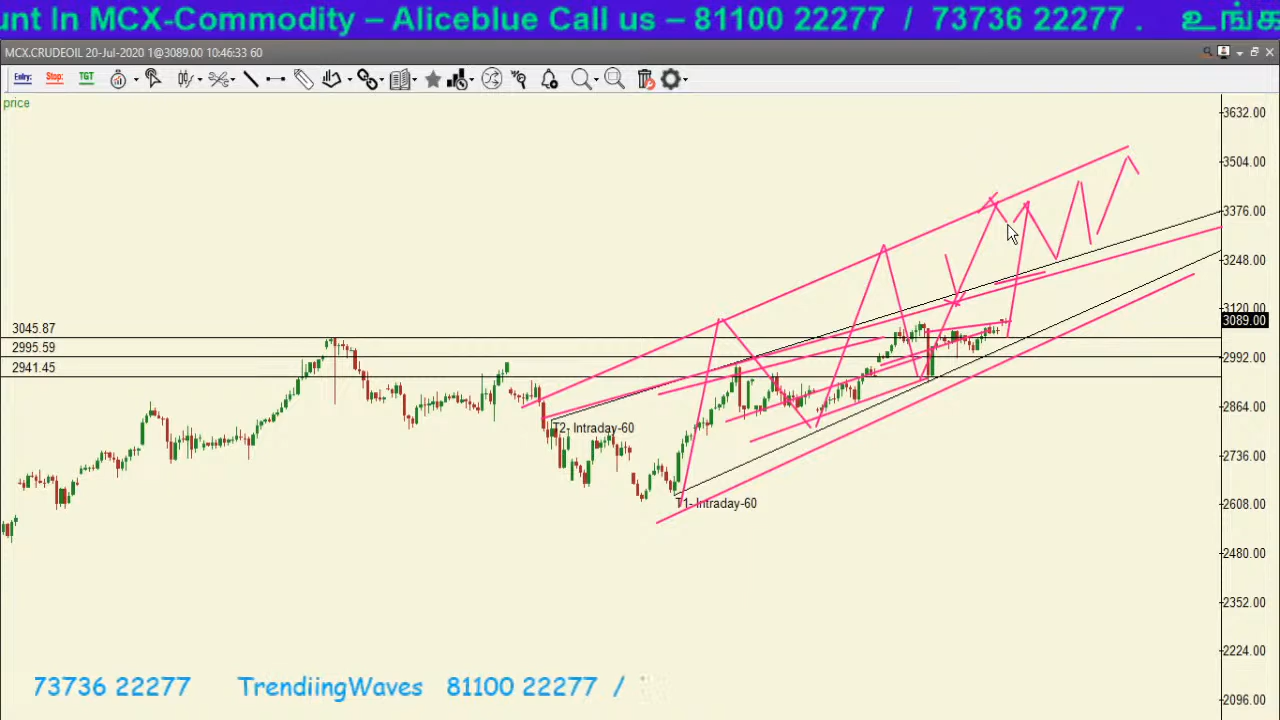 unt In MCX-Commodity – Aliceblue Call us – 81100 22277 / 73736 22277 . உங்க
MCX.CRUDEOIL 20-Jul-2020 1@3089.00 10:46:33 60
Entry: Stop: TGT
price
3632.00
3504.00
3376.00
3248.00
3120.00
3089.00
3045.87
2995.59
2992.00
2941.45
2864.00
T2- Intraday-60
2736.00
T1- Intraday-60
2608.00
2480.00
2352.00
2224.00
2096.00
73736 22277 TrendiingWaves 81100 22277 /